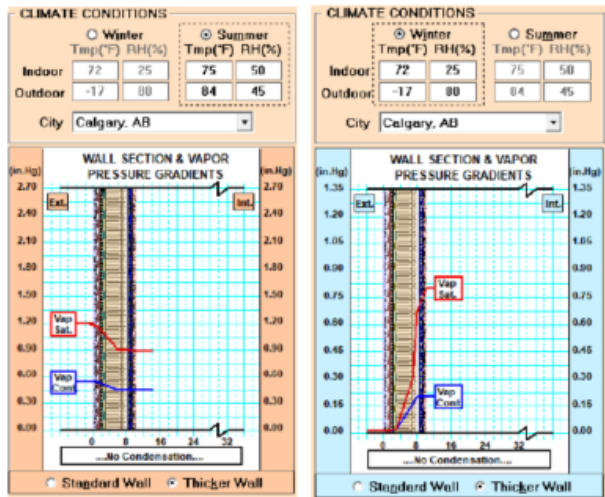 CLIMATE CONDITIONS
Winter Summer
Tmp(°F) RH(%) Tmp(°F) RH(%)
Indoor 72 25 75 50
Outdoor -17 80 84 45
City Calgary, AB
(in.Hg) WALL SECTION & VAPOR (in.Hg)
PRESSURE GRADIENTS
2.70 2.70
Ext. Int.
2.40 2.40
2.10 2.10
1.80 1.80
1.50 1.50
1.20 Vap 1.20
Sat.
0.90 0.90
0.60 Vap 0.60
Cont
0.30 0.30
0.00 0.00
0 8 16 24 32
....No Condensation....
Standard Wall Thicker Wall
CLIMATE CONDITIONS
Winter Summer
Tmp(°F) RH(%) Tmp(°F) RH(%)
Indoor 72 25 75 50
Outdoor -17 80 84 45
City Calgary, AB
(in.Hg) WALL SECTION & VAPOR (in.Hg)
PRESSURE GRADIENTS
1.35 1.35
Ext. Int.
1.20 1.20
1.05 1.05
0.90 0.90
Vap
Sat.
0.75 0.75
0.60 0.60
0.45 0.45
0.30 0.30
Vap
Cont
0.15 0.15
0.00 0.00
0 8 16 24 32
....No Condensation....
Standard Wall Thicker Wall